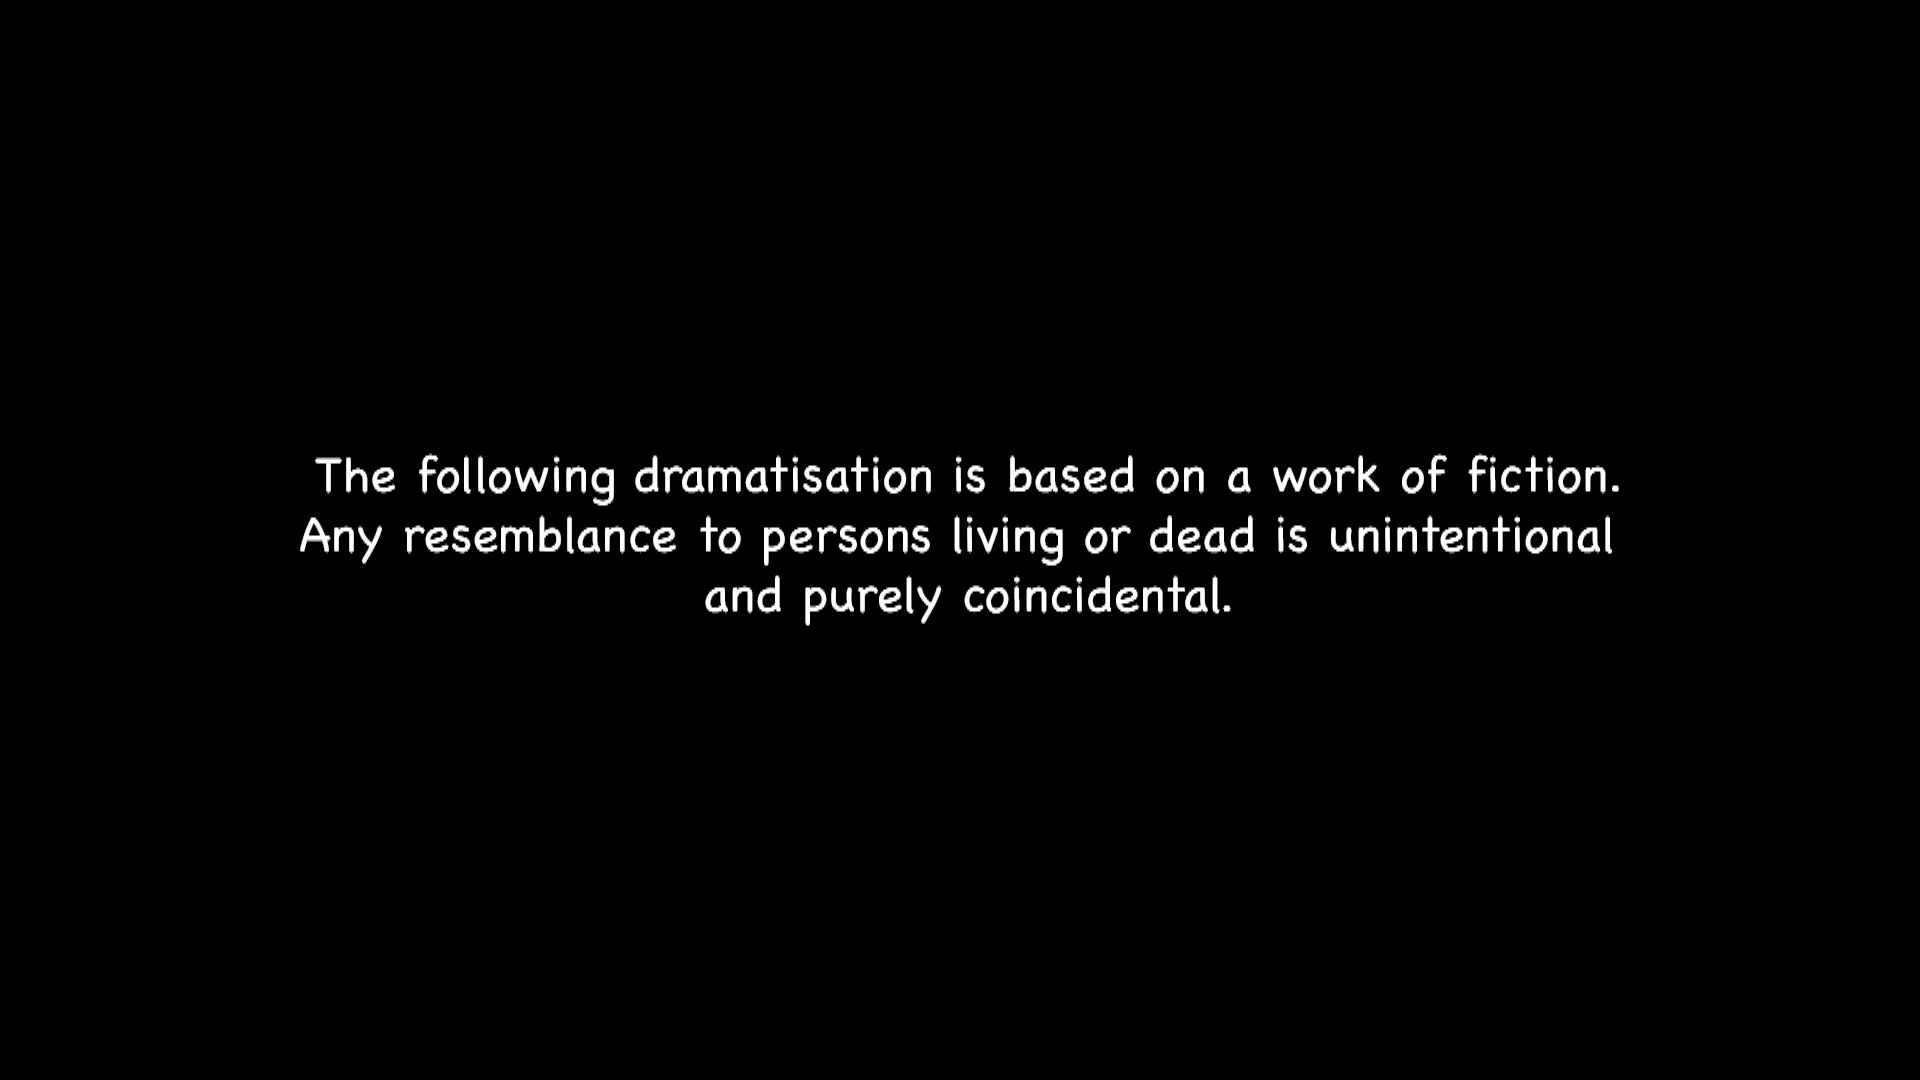 The following dramatisation is based on a work of fiction.
Any resemblance to persons living or dead is unintentional
and purely coincidental.